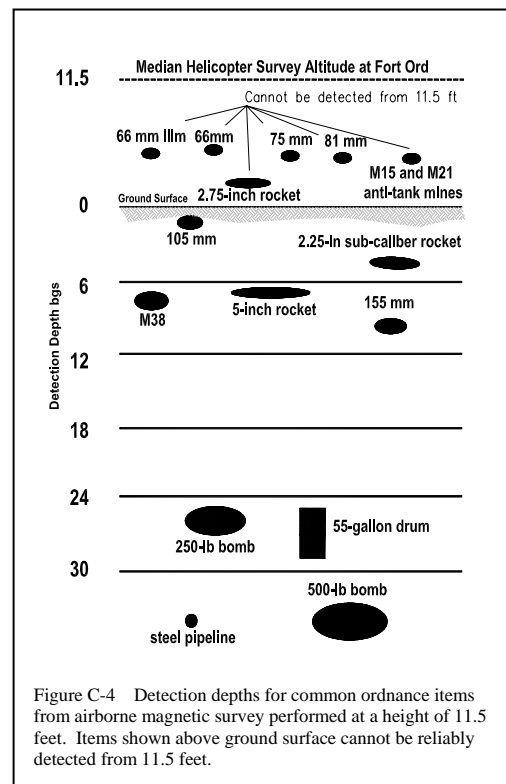 Median Helicopter Survey Altitude at Fort Ord
11.5
Cannot be detected from 11.5 ft
66 mm Illm 66mm 75 mm 81 mm
M15 and M21
anti-tank mines
2.75-inch rocket
Ground Surface
0
105 mm
2.25-in sub-caliber rocket
6
M38
5-inch rocket
155 mm
Detection Depth bgs
12
18
24
250-lb bomb
55-gallon drum
30
500-lb bomb
steel pipeline
Figure C-4 Detection depths for common ordnance items
from airborne magnetic survey performed at a height of 11.5
feet. Items shown above ground surface cannot be reliably
detected from 11.5 feet.